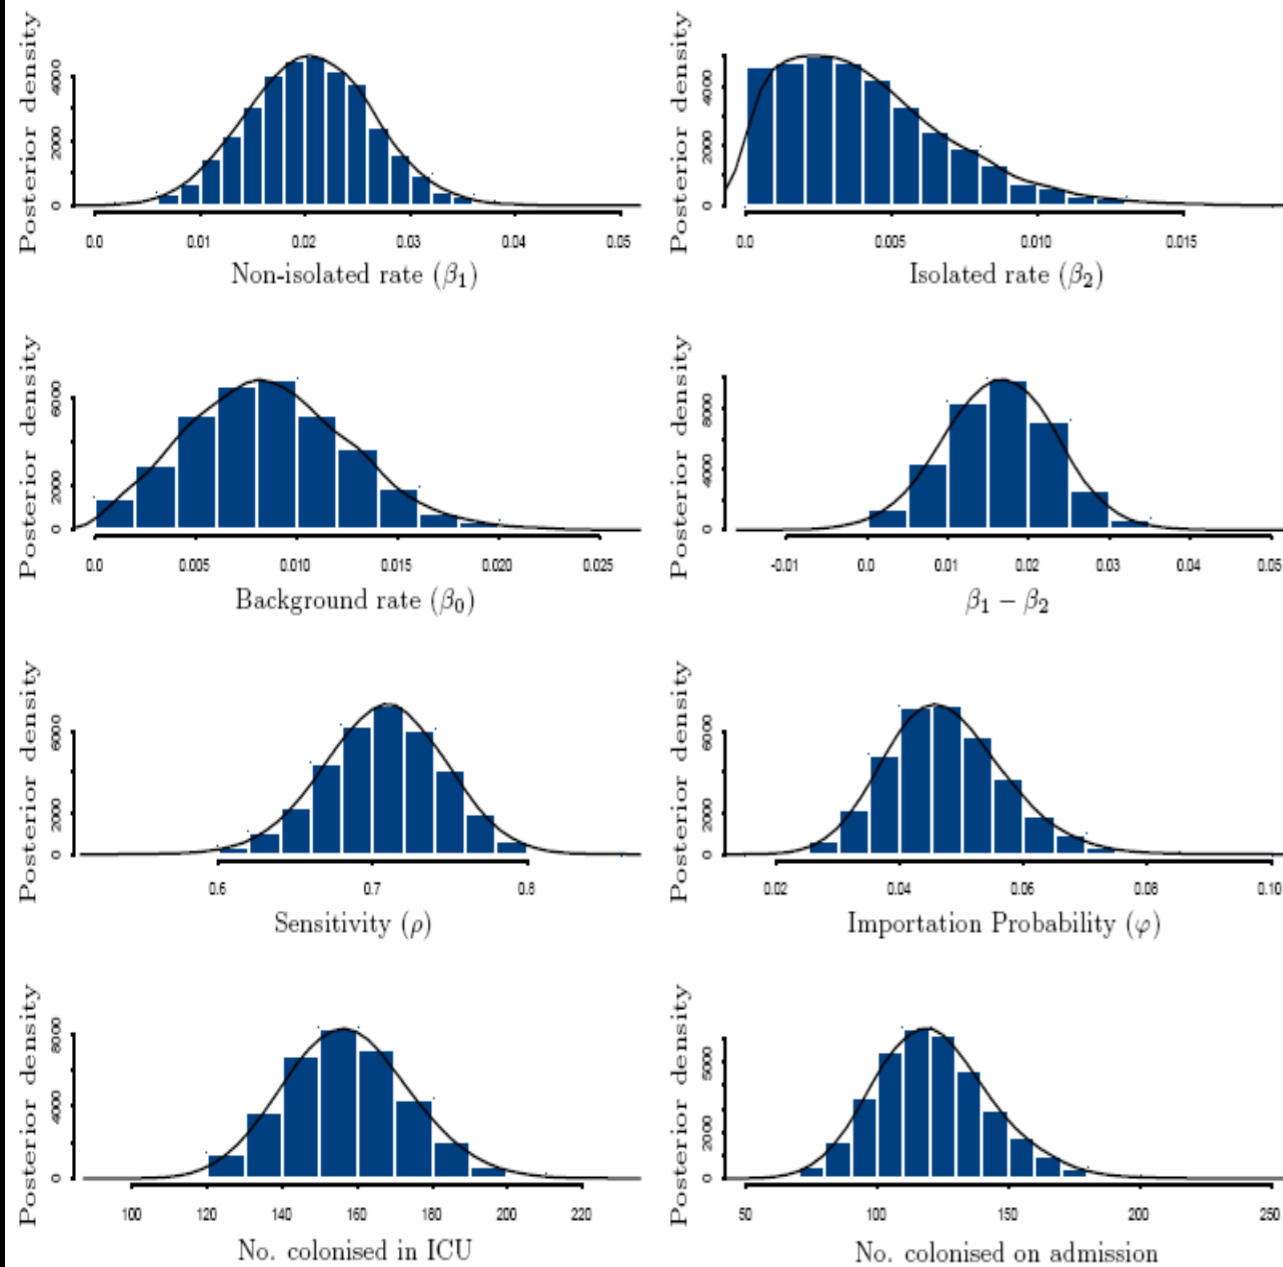 Posterior density
0 2000 4000
0.0 0.01 0.02 0.03 0.04 0.05
Non-isolated rate (β₁)
Posterior density
0 2000 4000
0.0 0.005 0.010 0.015
Isolated rate (β₂)
Posterior density
0 2000 6000
0.0 0.005 0.010 0.015 0.020 0.025
Background rate (β₀)
Posterior density
0 4000 8000
-0.01 0.0 0.01 0.02 0.03 0.04 0.05
β₁ − β₂
Posterior density
0 2000 6000
0.6 0.7 0.8
Sensitivity (ρ)
Posterior density
0 2000 6000
0.02 0.04 0.06 0.08 0.10
Importation Probability (φ)
Posterior density
0 4000 8000
100 120 140 160 180 200 220
No. colonised in ICU
Posterior density
0 2000 5000
50 100 150 200 250
No. colonised on admission